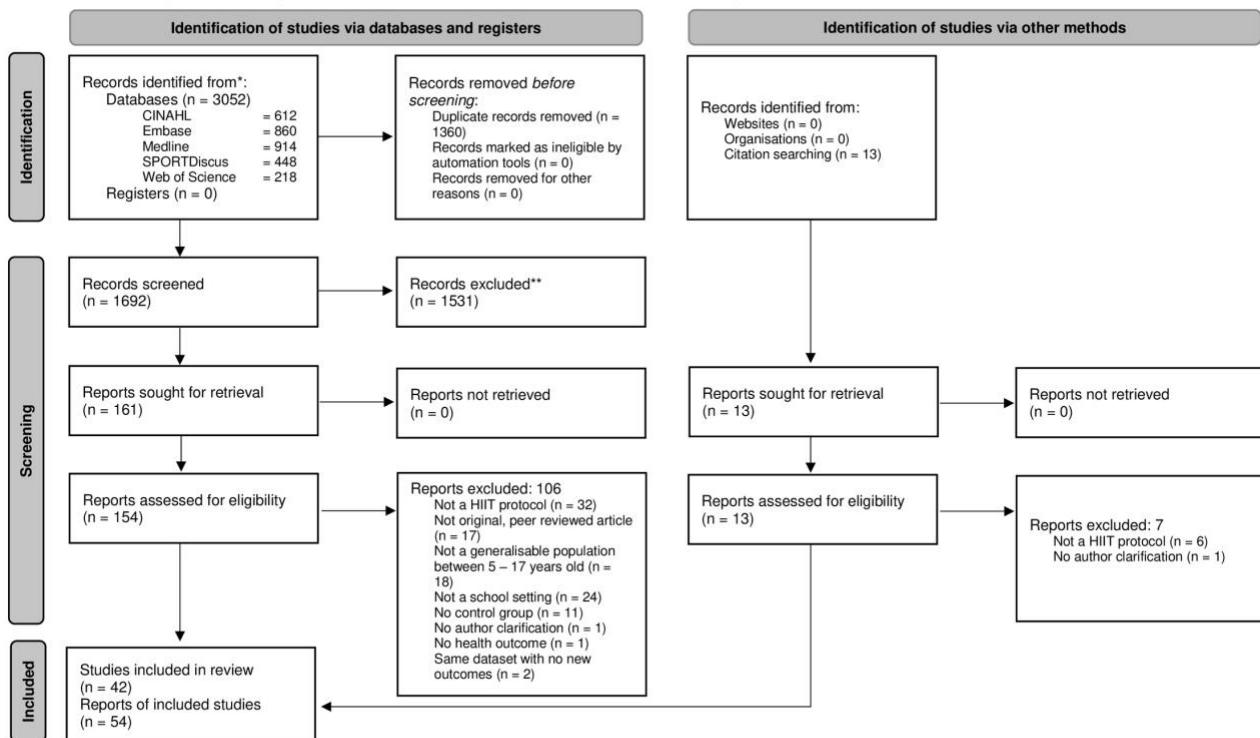 Identification of studies via databases and registers
Identification of studies via other methods
Identification
Records identified from*:
Databases (n = 3052)
CINAHL = 612
Embase = 860
Medline = 914
SPORTDiscus = 448
Web of Science = 218
Registers (n = 0)
Records removed before
screening:
Duplicate records removed (n =
1360)
Records marked as ineligible by
automation tools (n = 0)
Records removed for other
reasons (n = 0)
Records identified from:
Websites (n = 0)
Organisations (n = 0)
Citation searching (n = 13)
Screening
Records screened
(n = 1692)
Records excluded**
(n = 1531)
Reports sought for retrieval
(n = 161)
Reports not retrieved
(n = 0)
Reports sought for retrieval
(n = 13)
Reports not retrieved
(n = 0)
Reports assessed for eligibility
(n = 154)
Reports excluded: 106
Not a HIIT protocol (n = 32)
Not original, peer reviewed article
(n = 17)
Not a generalisable population
between 5 – 17 years old (n =
18)
Not a school setting (n = 24)
No control group (n = 11)
No author clarification (n = 1)
No health outcome (n = 1)
Same dataset with no new
outcomes (n = 2)
Reports assessed for eligibility
(n = 13)
Reports excluded: 7
Not a HIIT protocol (n = 6)
No author clarification (n = 1)
Included
Studies included in review
(n = 42)
Reports of included studies
(n = 54)